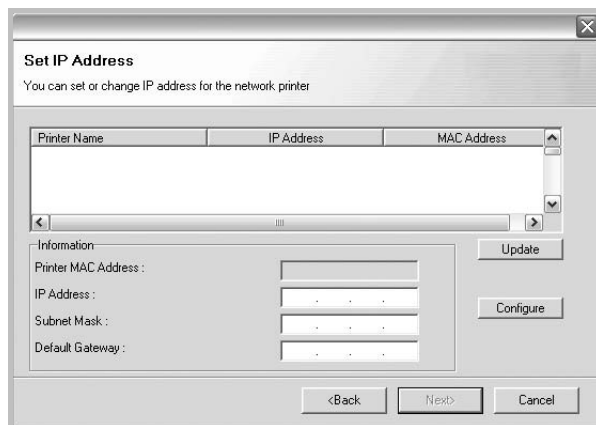 Set IP Address
You can set or change IP address for the network printer
Printer Name IP Address MAC Address
Information
Update
Printer MAC Address :
IP Address :
Configure
Subnet Mask :
Default Gateway :
<Back Next> Cancel